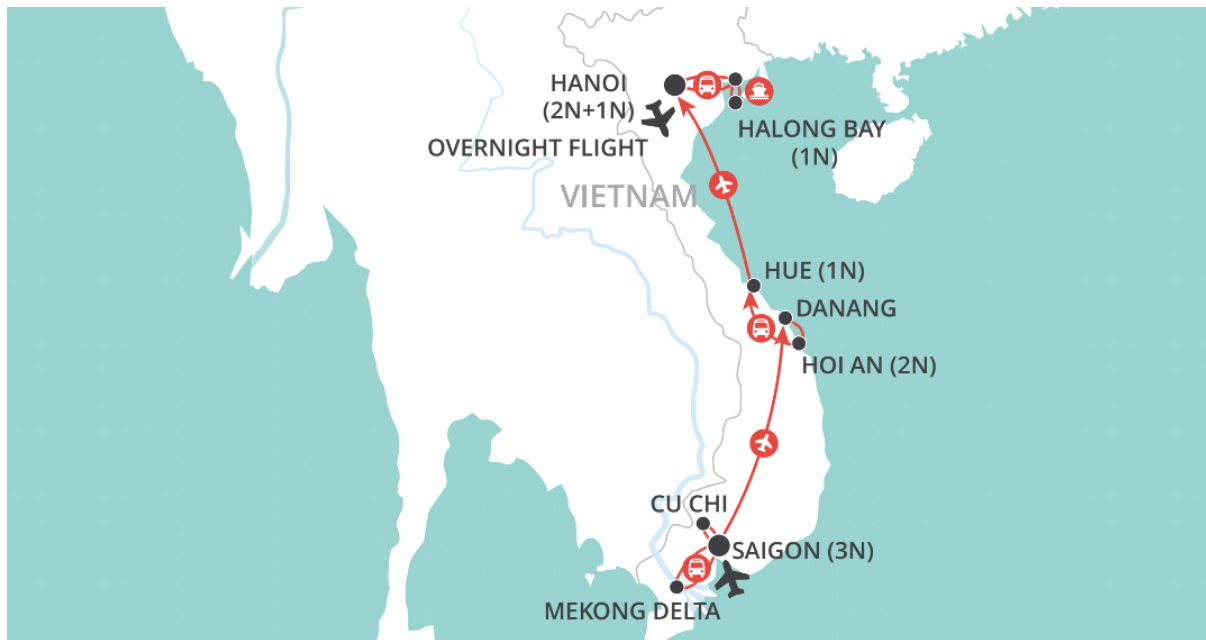 HANOI
(2N+1N)
OVERNIGHT FLIGHT
HALONG BAY
(1N)
VIETNAM
HUE (1N)
DANANG
HOI AN (2N)
CU CHI
SAIGON (3N)
MEKONG DELTA